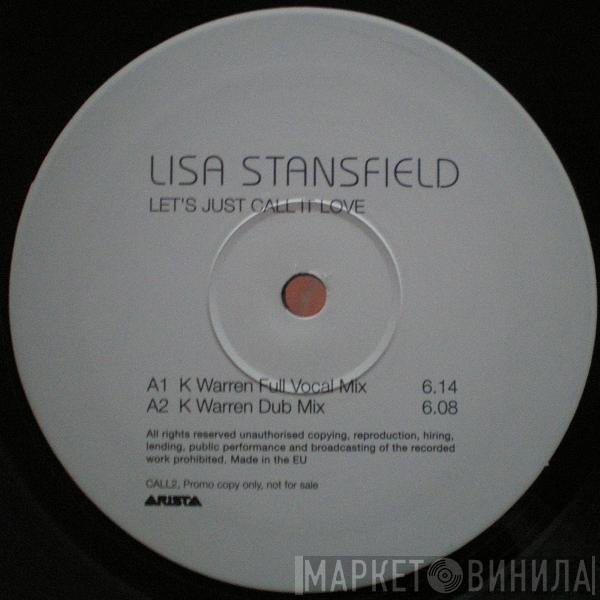 LISA STANSFIELD
LET'S JUST CALL IT LOVE
A1 K Warren Full Vocal Mix 6.14
A2 K Warren Dub Mix 6.08
All rights reserved unauthorised copying, reproduction, hiring,
lending, public performance and broadcasting of the recorded
work prohibited. Made in the EU
CALL2, Promo copy only, not for sale
ARISTA
МАРКЕТ ВИНИЛА